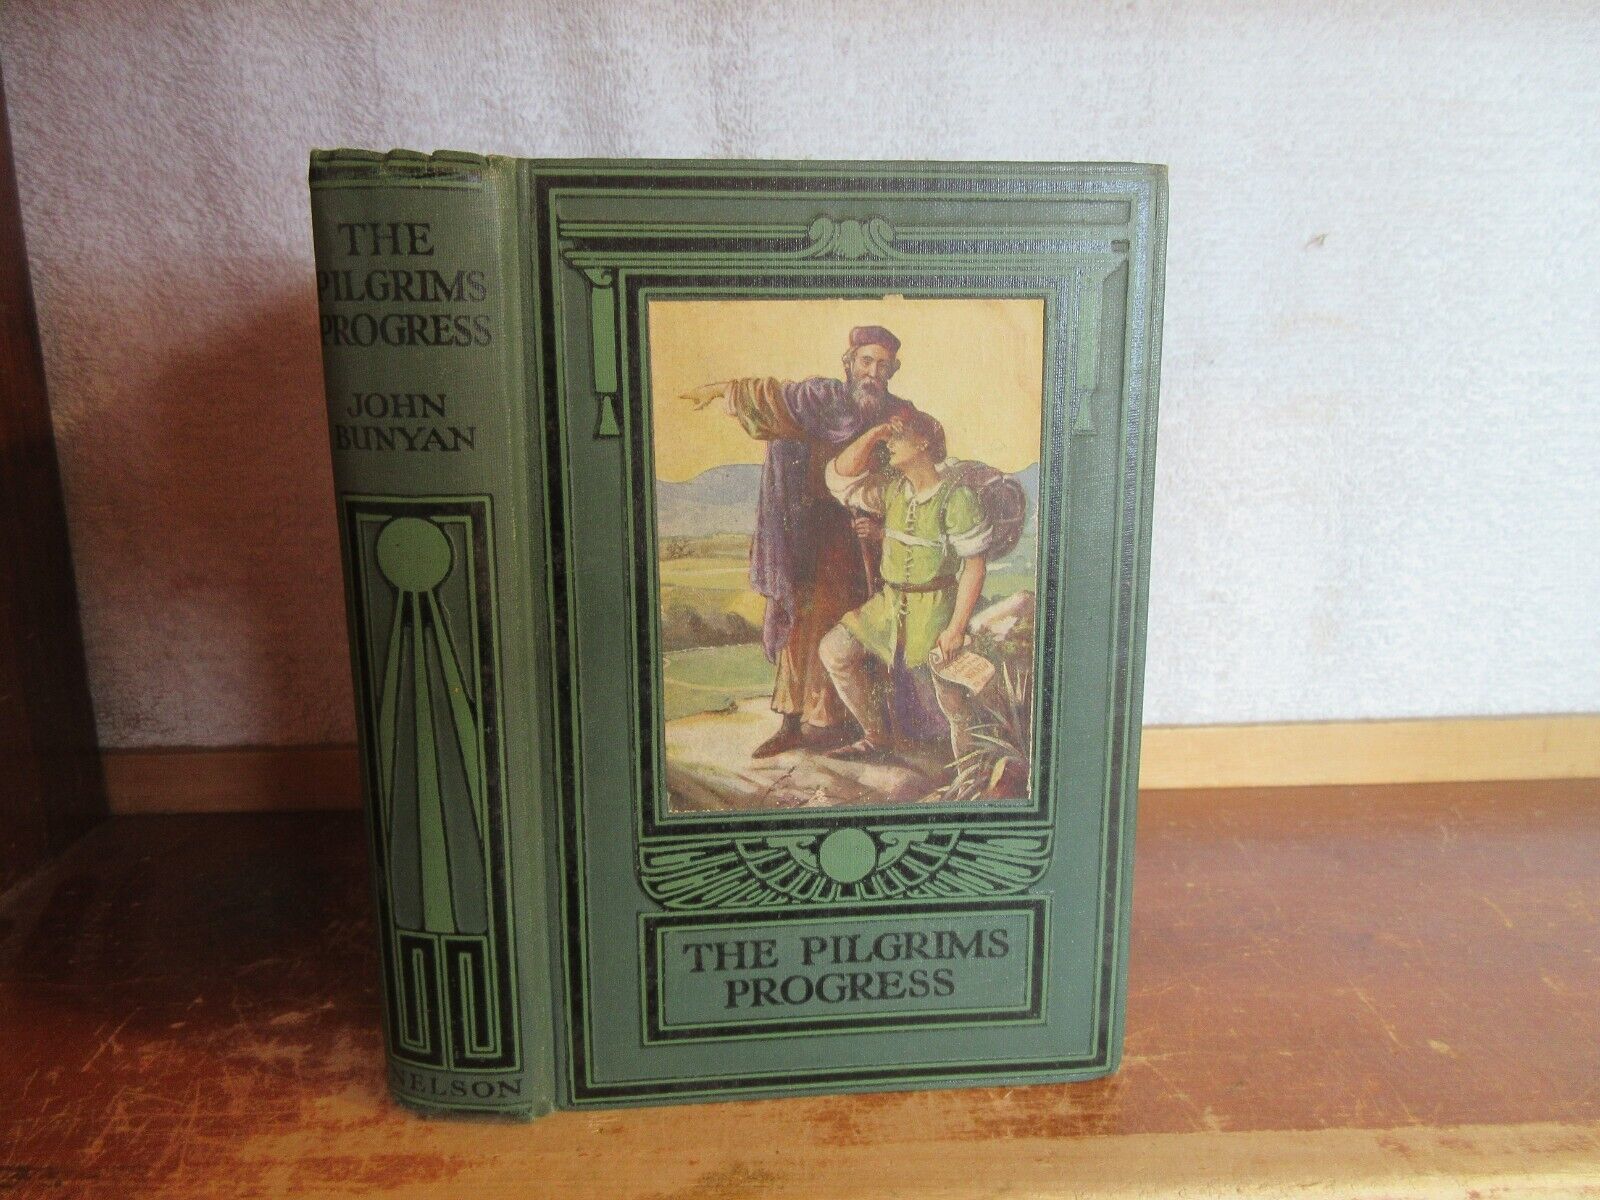 THE
PILGRIMS
PROGRESS
JOHN
BUNYAN
NELSON
THE PILGRIMS
PROGRESS